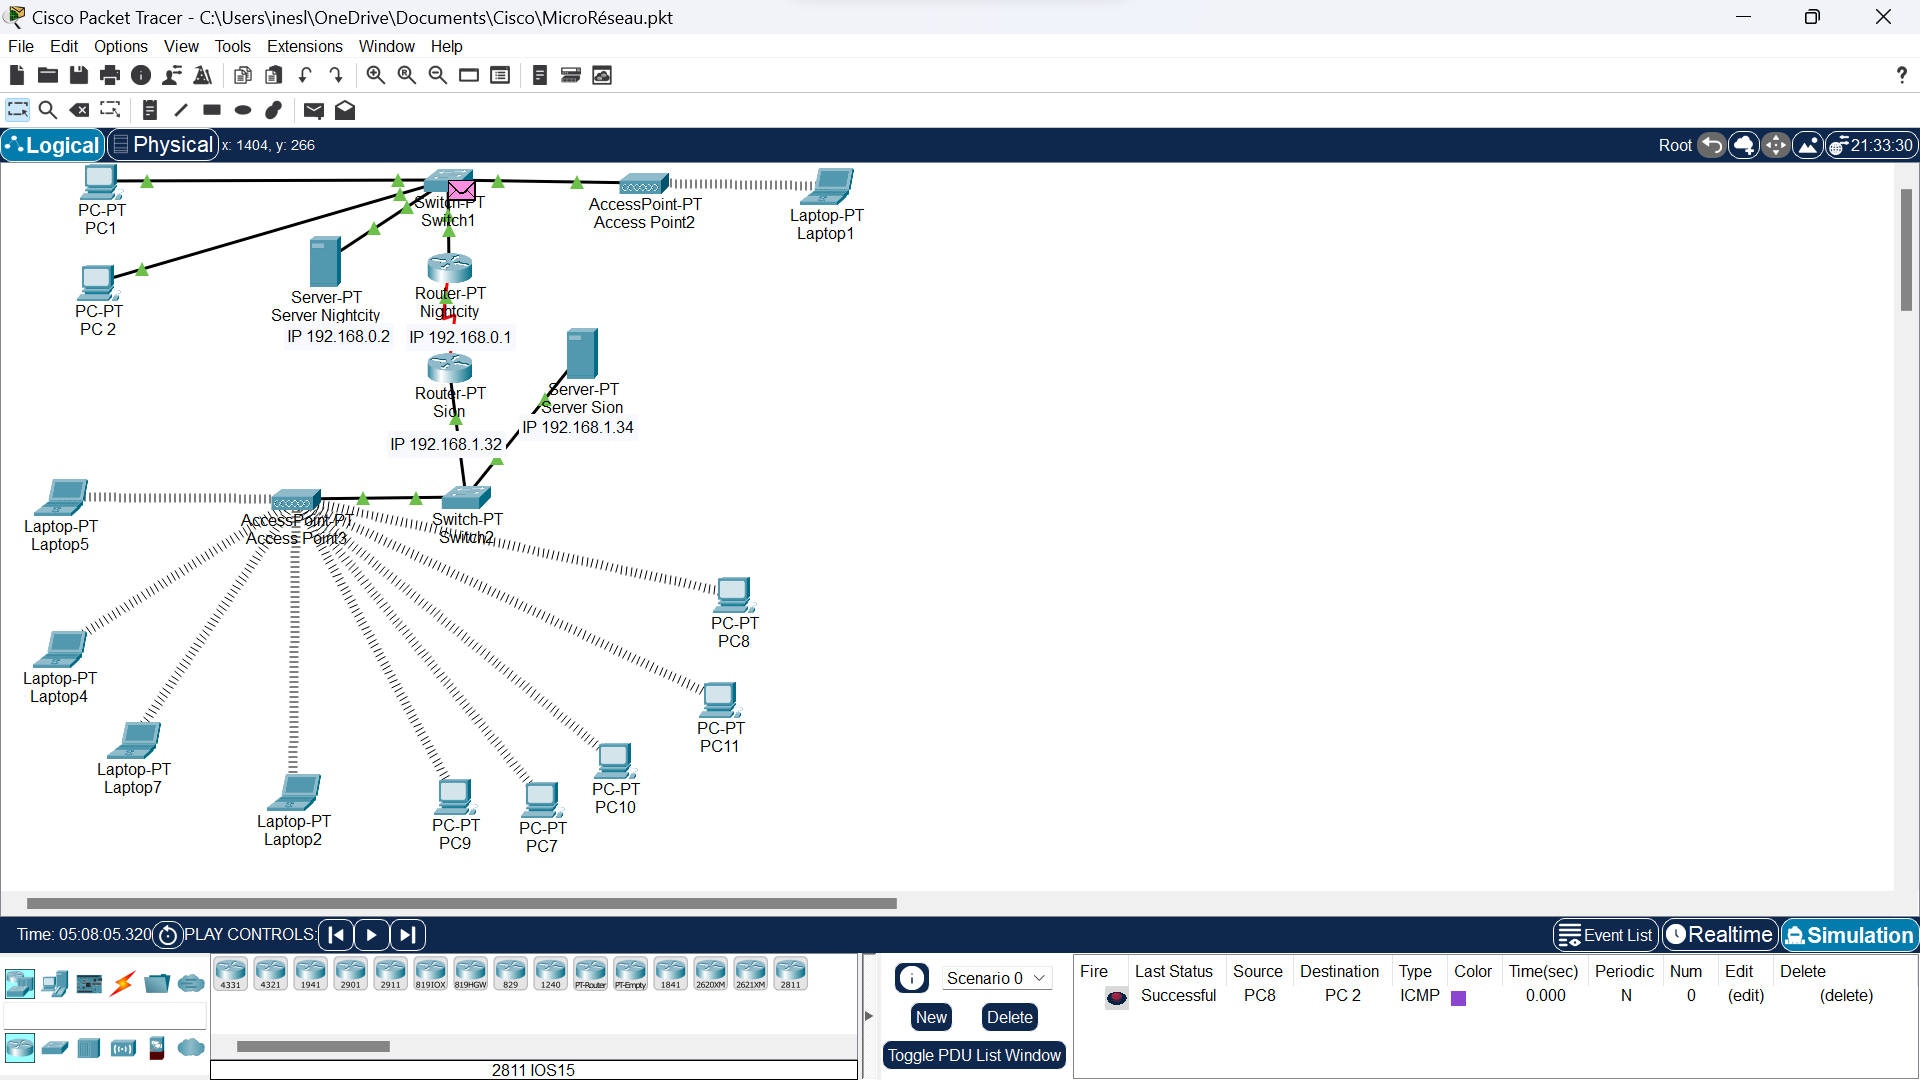 Cisco Packet Tracer - C:\Users\inesl\OneDrive\Documents\Cisco\MicroRéseau.pkt
File Edit Options View Tools Extensions Window Help
?
Logical Physical x: 1404, y: 266 Root 21:33:30
PC-PT
PC1
Switch-PT
Switch1
AccessPoint-PT
Access Point2
Laptop-PT
Laptop1
PC-PT
PC 2
Server-PT
Server Nightcity
IP 192.168.0.2
Router-PT
Nightcity
IP 192.168.0.1
Router-PT
Sion
IP 192.168.1.32
Server-PT
Server Sion
IP 192.168.1.34
Laptop-PT
Laptop5
AccessPoint-PT
Access Point3
Switch-PT
Switch2
PC-PT
PC8
Laptop-PT
Laptop4
PC-PT
PC11
Laptop-PT
Laptop7
PC-PT
PC10
Laptop-PT
Laptop2
PC-PT
PC9
PC-PT
PC7
Time: 05:08:05.320 PLAY CONTROLS: Event List Realtime Simulation
4331 4321 1941 2901 2911 819IOX 819HGW 829 1240 PT-Router PT-Empty 1841 2620XM 2621XM 2811
2811 IOS15
Scenario 0
New Delete
Toggle PDU List Window
Fire Last Status Source Destination Type Color Time(sec) Periodic Num Edit Delete
Successful PC8 PC 2 ICMP 0.000 N 0 (edit) (delete)